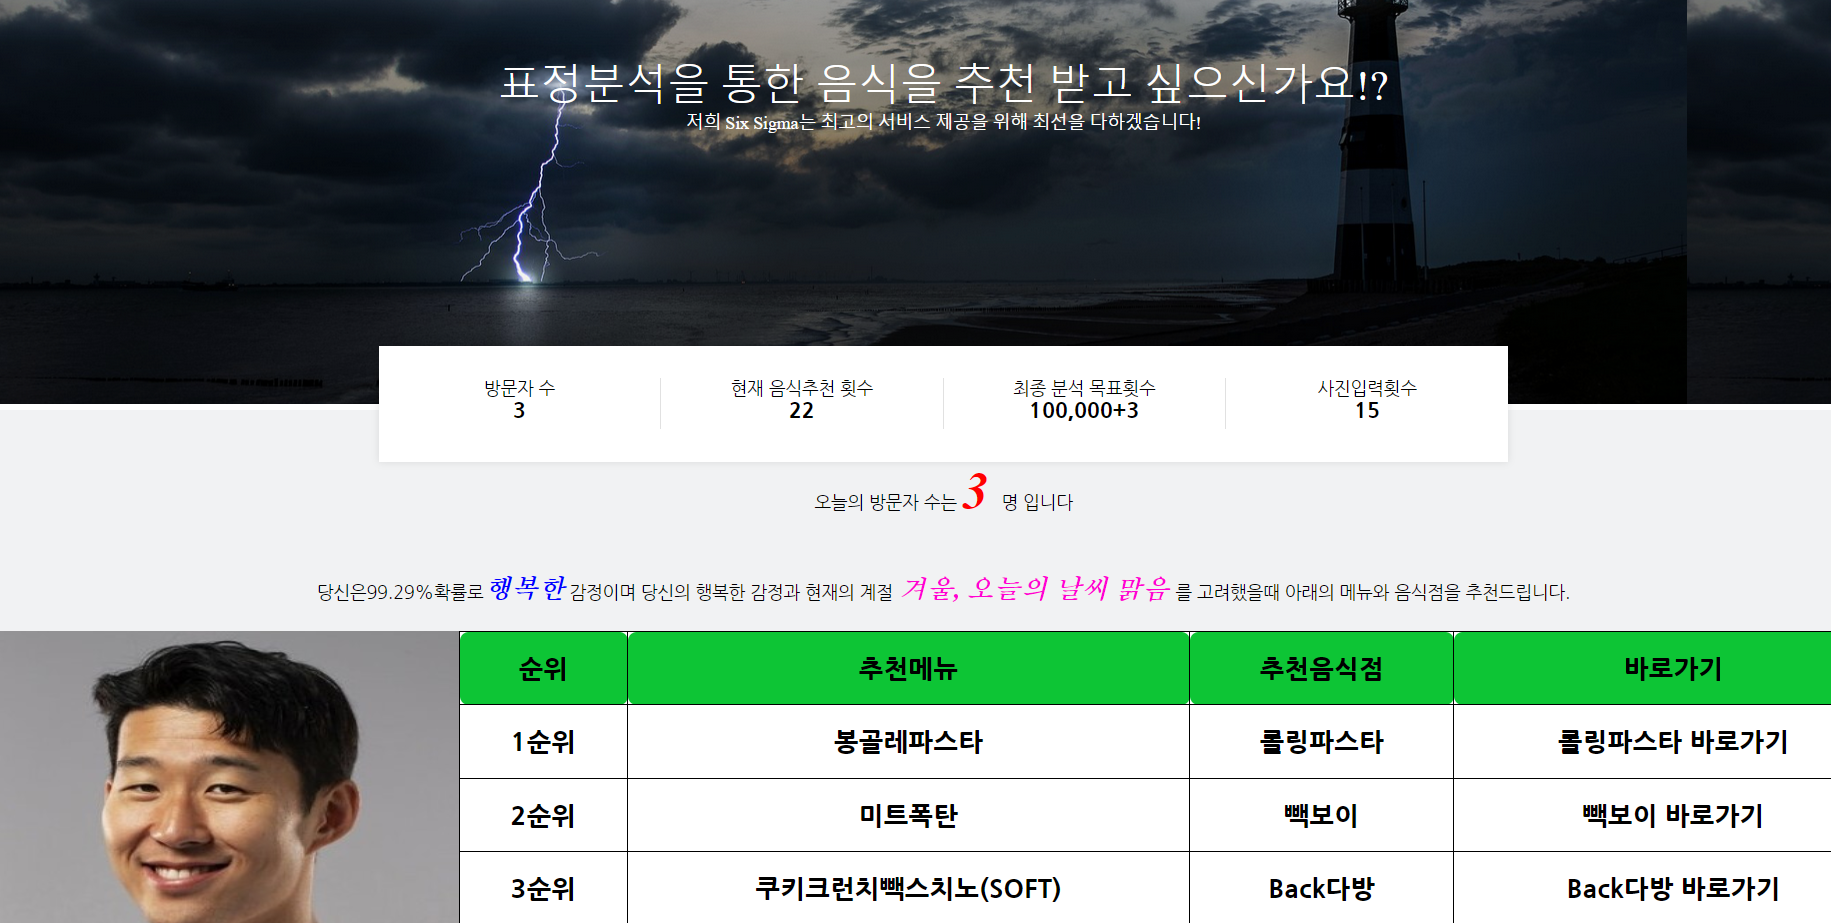 표정분석을 통한 음식을 추천 받고 싶으신가요!?
저희 Six Sigma는 최고의 서비스 제공을 위해 최선을 다하겠습니다!
방문자 수 현재 음식추천 횟수 최종 분석 목표횟수 사진입력횟수
3 22 100,000+3 15
오늘의 방문자 수는 3 명 입니다
당신은99.29%확률로 행복한 감정이며 당신의 행복한 감정과 현재의 계절 겨울, 오늘의 날씨 맑음 를 고려했을때 아래의 메뉴와 음식점을 추천드립니다.
순위 추천메뉴 추천음식점 바로가기
1순위 봉골레파스타 롤링파스타 롤링파스타 바로가기
2순위 미트폭탄 빽보이 빽보이 바로가기
3순위 쿠키크런치빽스치노(SOFT) Back다방 Back다방 바로가기